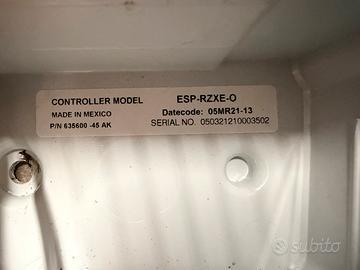 CONTROLLER MODEL ESP-RZXE-O
MADE IN MEXICO Datecode: 05MR21-13
P/N 635600 -45 AK SERIAL NO. 050321210003502
subito